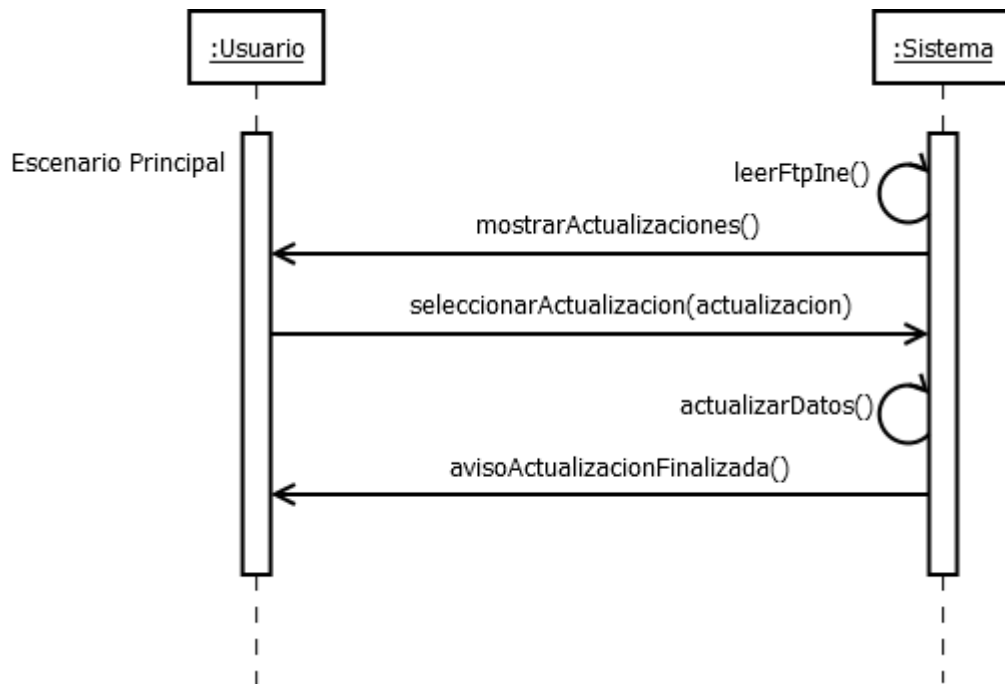 :Usuario
:Sistema
Escenario Principal
leerFtpIne()
mostrarActualizaciones()
seleccionarActualizacion(actualizacion)
actualizarDatos()
avisoActualizacionFinalizada()